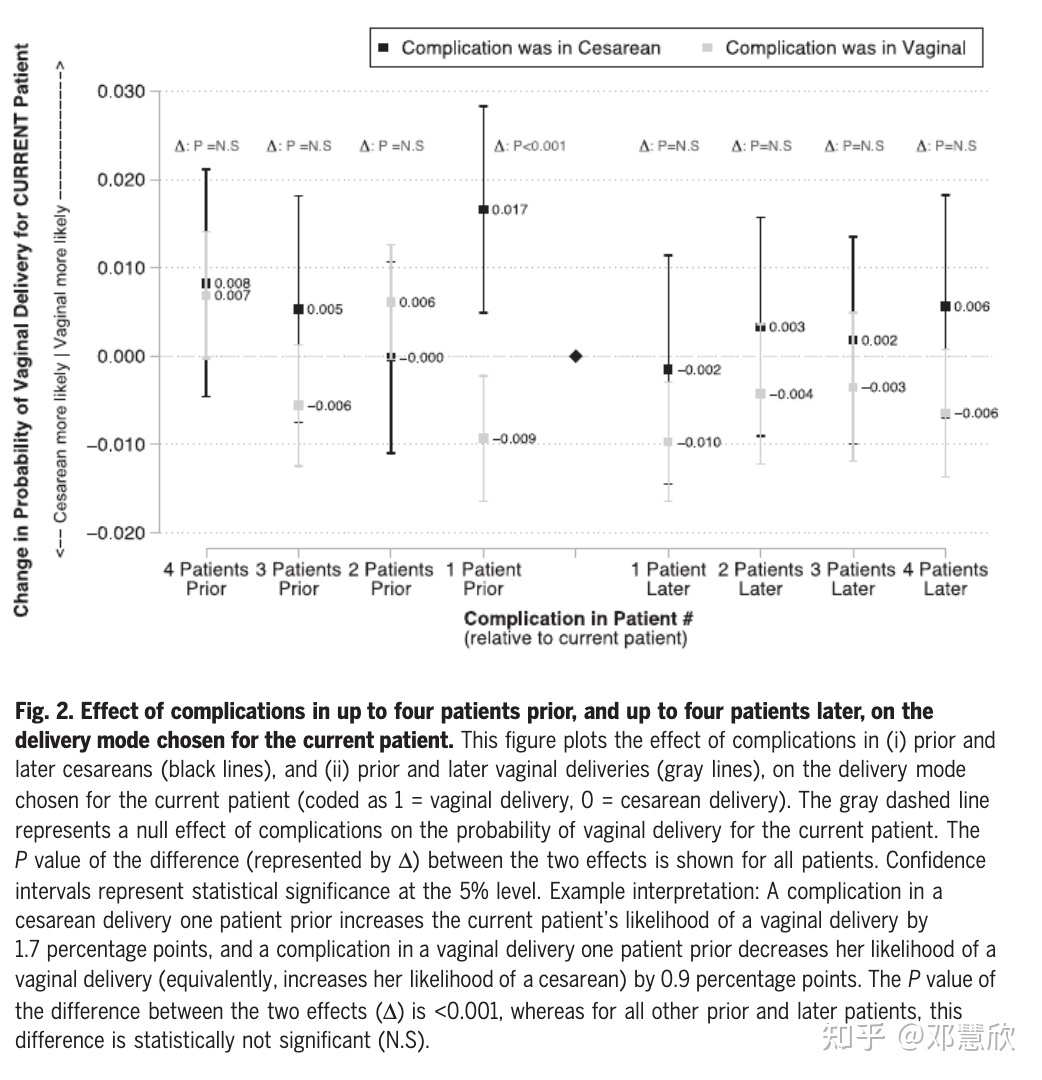 Complication was in Cesarean
Complication was in Vaginal
Change in Probability of Vaginal Delivery for CURRENT Patient
<--- Cesarean more likely | Vaginal more likely --------------->
0.030
0.020
0.010
0.000
−0.010
−0.020
Δ: P =N.S
Δ: P =N.S
Δ: P =N.S
Δ: P<0.001
Δ: P=N.S
Δ: P=N.S
Δ: P=N.S
Δ: P=N.S
0.008
0.007
0.005
−0.006
0.006
−0.000
0.017
−0.009
−0.002
−0.010
0.003
−0.004
0.002
−0.003
0.006
−0.006
4 Patients Prior
3 Patients Prior
2 Patients Prior
1 Patient Prior
1 Patient Later
2 Patients Later
3 Patients Later
4 Patients Later
Complication in Patient #
(relative to current patient)
Fig. 2. Effect of complications in up to four patients prior, and up to four patients later, on the
delivery mode chosen for the current patient. This figure plots the effect of complications in (i) prior and
later cesareans (black lines), and (ii) prior and later vaginal deliveries (gray lines), on the delivery mode
chosen for the current patient (coded as 1 = vaginal delivery, 0 = cesarean delivery). The gray dashed line
represents a null effect of complications on the probability of vaginal delivery for the current patient. The
P value of the difference (represented by Δ) between the two effects is shown for all patients. Confidence
intervals represent statistical significance at the 5% level. Example interpretation: A complication in a
cesarean delivery one patient prior increases the current patient's likelihood of a vaginal delivery by
1.7 percentage points, and a complication in a vaginal delivery one patient prior decreases her likelihood of a
vaginal delivery (equivalently, increases her likelihood of a cesarean) by 0.9 percentage points. The P value of
the difference between the two effects (Δ) is <0.001, whereas for all other prior and later patients, this
difference is statistically not significant (N.S).
知乎 @邓慧欣